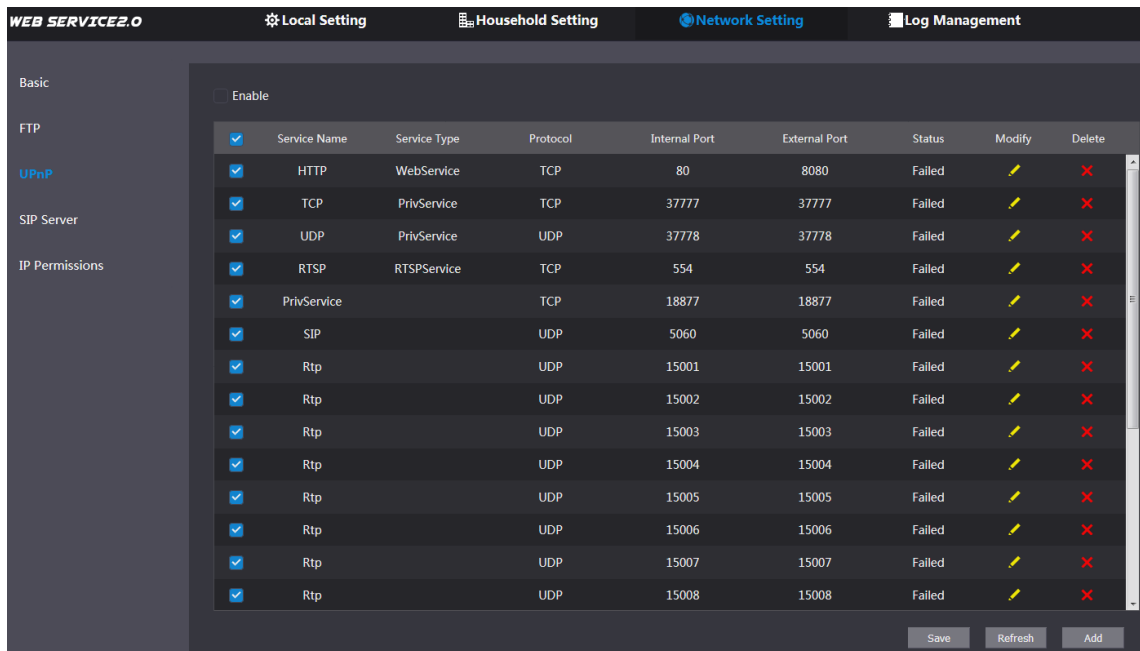 WEB SERVICE2.0 Local Setting Household Setting Network Setting Log Management
Basic
FTP
UPnP
SIP Server
IP Permissions
Enable
Service Name Service Type Protocol Internal Port External Port Status Modify Delete
HTTP WebService TCP 80 8080 Failed
TCP PrivService TCP 37777 37777 Failed
UDP PrivService UDP 37778 37778 Failed
RTSP RTSPService TCP 554 554 Failed
PrivService TCP 18877 18877 Failed
SIP UDP 5060 5060 Failed
Rtp UDP 15001 15001 Failed
Rtp UDP 15002 15002 Failed
Rtp UDP 15003 15003 Failed
Rtp UDP 15004 15004 Failed
Rtp UDP 15005 15005 Failed
Rtp UDP 15006 15006 Failed
Rtp UDP 15007 15007 Failed
Rtp UDP 15008 15008 Failed
Save Refresh Add